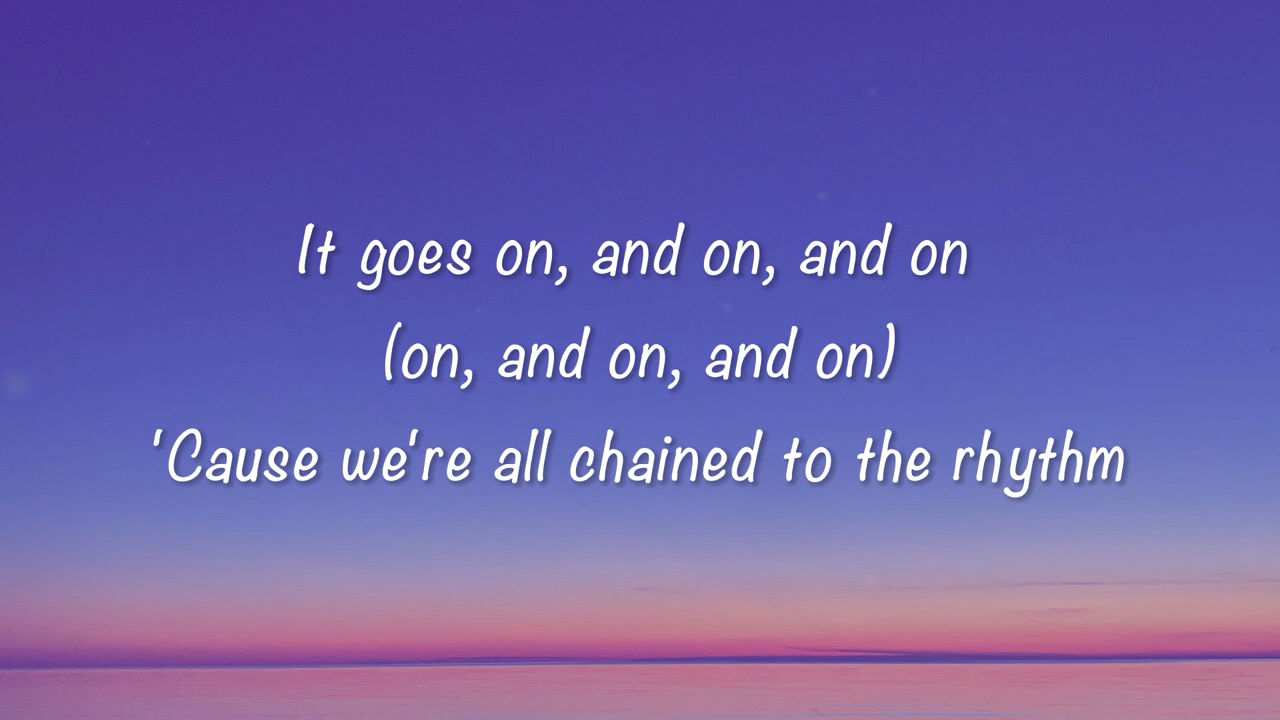 It goes on, and on, and on
(on, and on, and on)
'Cause we're all chained to the rhythm